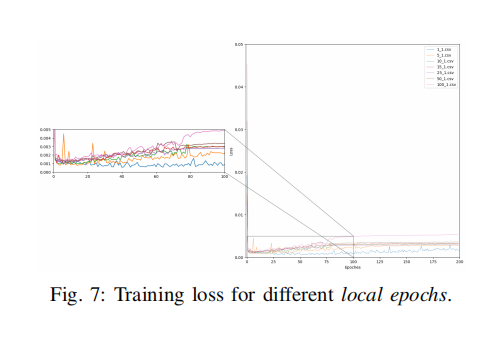 0.05
1_1.csv
5_1.csv
10_1.csv
15_1.csv
25_1.csv
50_1.csv
100_1.csv
0.04
0.03
0.02
0.01
0.00
0 25 50 75 100 125 150 175 200
Epoches
Loss
0.005
0.004
0.003
0.002
0.001
0.000
0 20 40 60 80 100
Fig. 7: Training loss for different local epochs.